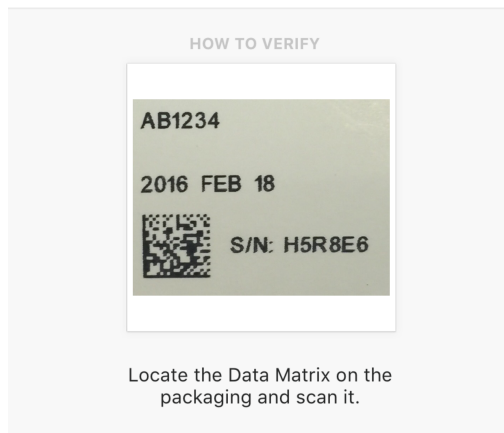 HOW TO VERIFY
AB1234
2016 FEB 18
S/N: H5R8E6
Locate the Data Matrix on the
packaging and scan it.